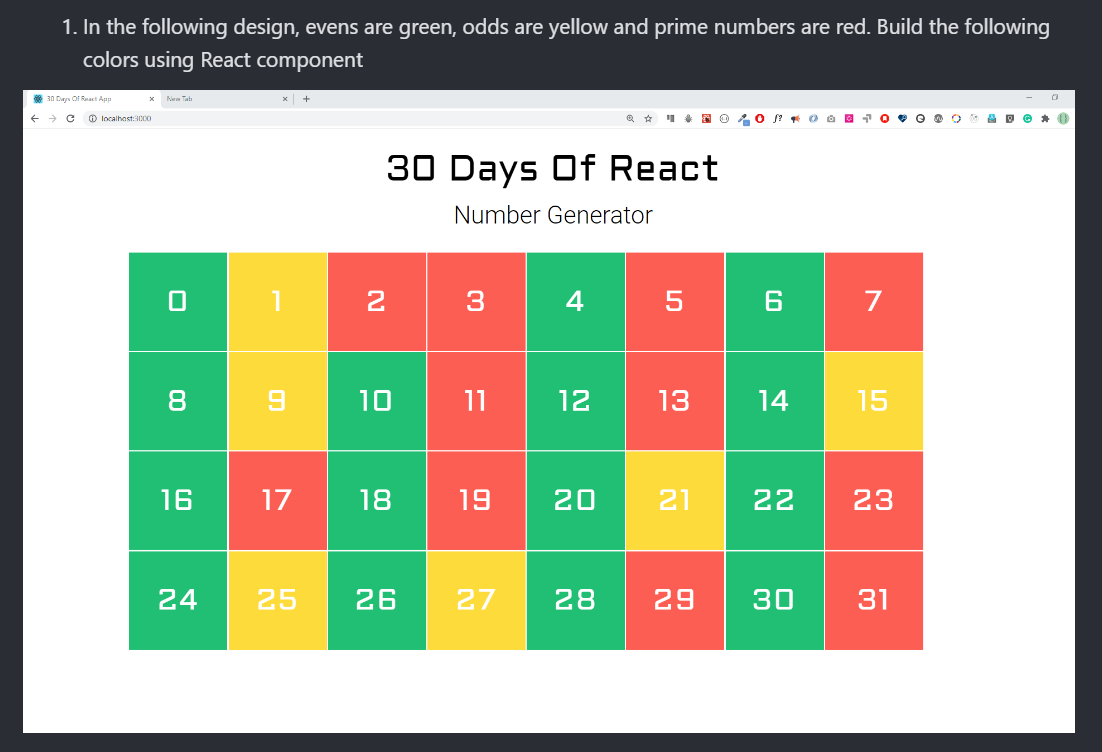 1. In the following design, evens are green, odds are yellow and prime numbers are red. Build the following
colors using React component
30 Days Of React App
New Tab
localhost:3000
30 Days Of React
Number Generator
0 1 2 3 4 5 6 7
8 9 10 11 12 13 14 15
16 17 18 19 20 21 22 23
24 25 26 27 28 29 30 31